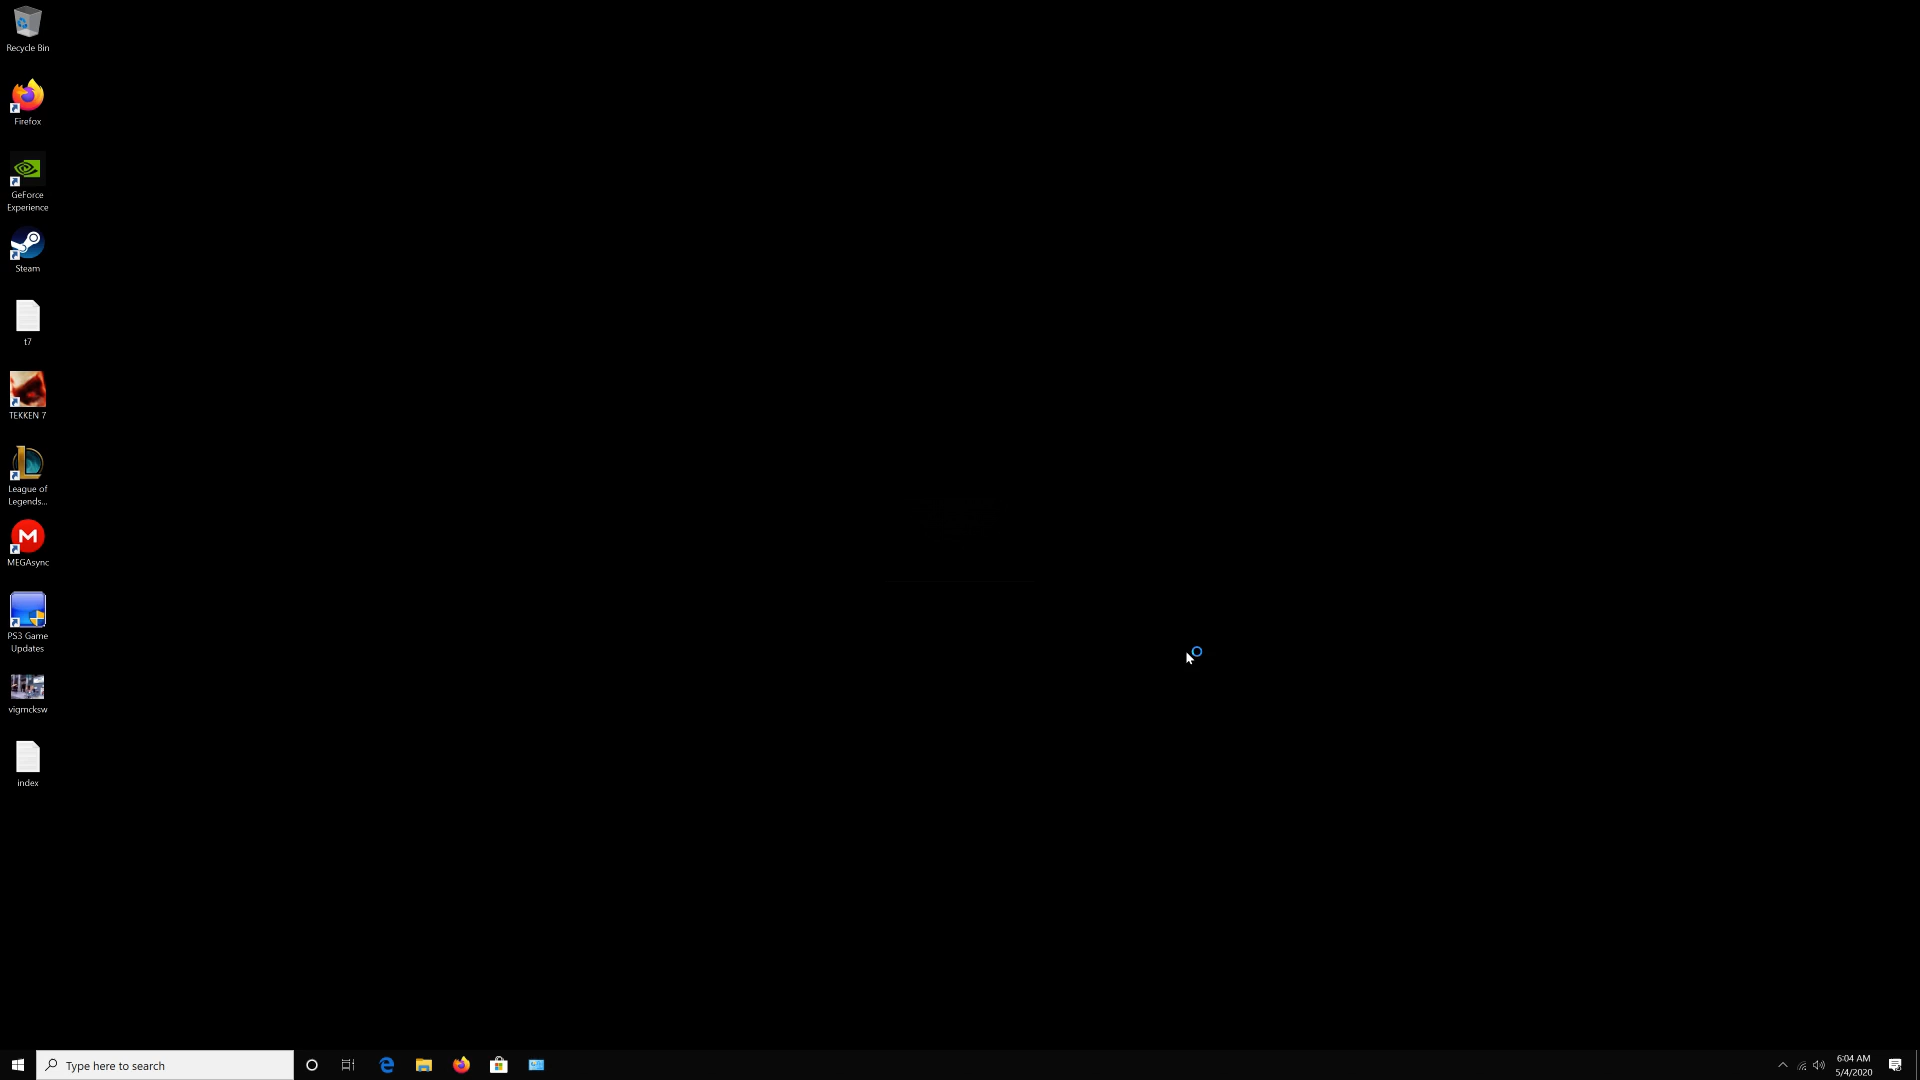 Recycle Bin
Firefox
GeForce
Experience
Steam
t7
TEKKEN 7
League of
Legends...
MEGAsync
PS3 Game
Updates
vigmcksw
index
Type here to search
6:04 AM
5/4/2020